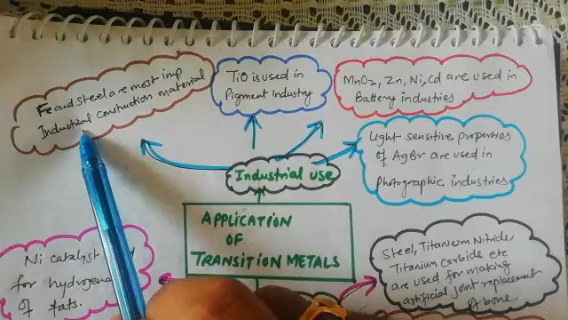 Fe and Steel are most imp
Industrial construction material
TiO is used in
Pigment Industry
MnO2, Zn, Ni, Cd are used in
Battery industies
Light sensitive properties
of AgBr are used in
photographic industries
Industrial use
APPLICATION
OF
TRANSITION METALS
Ni catalyst
for hydrogena
of fats.
Steel, Titanium Nitride,
Titanium Carbide etc
are used for making
artificial joint replacement
of bone.